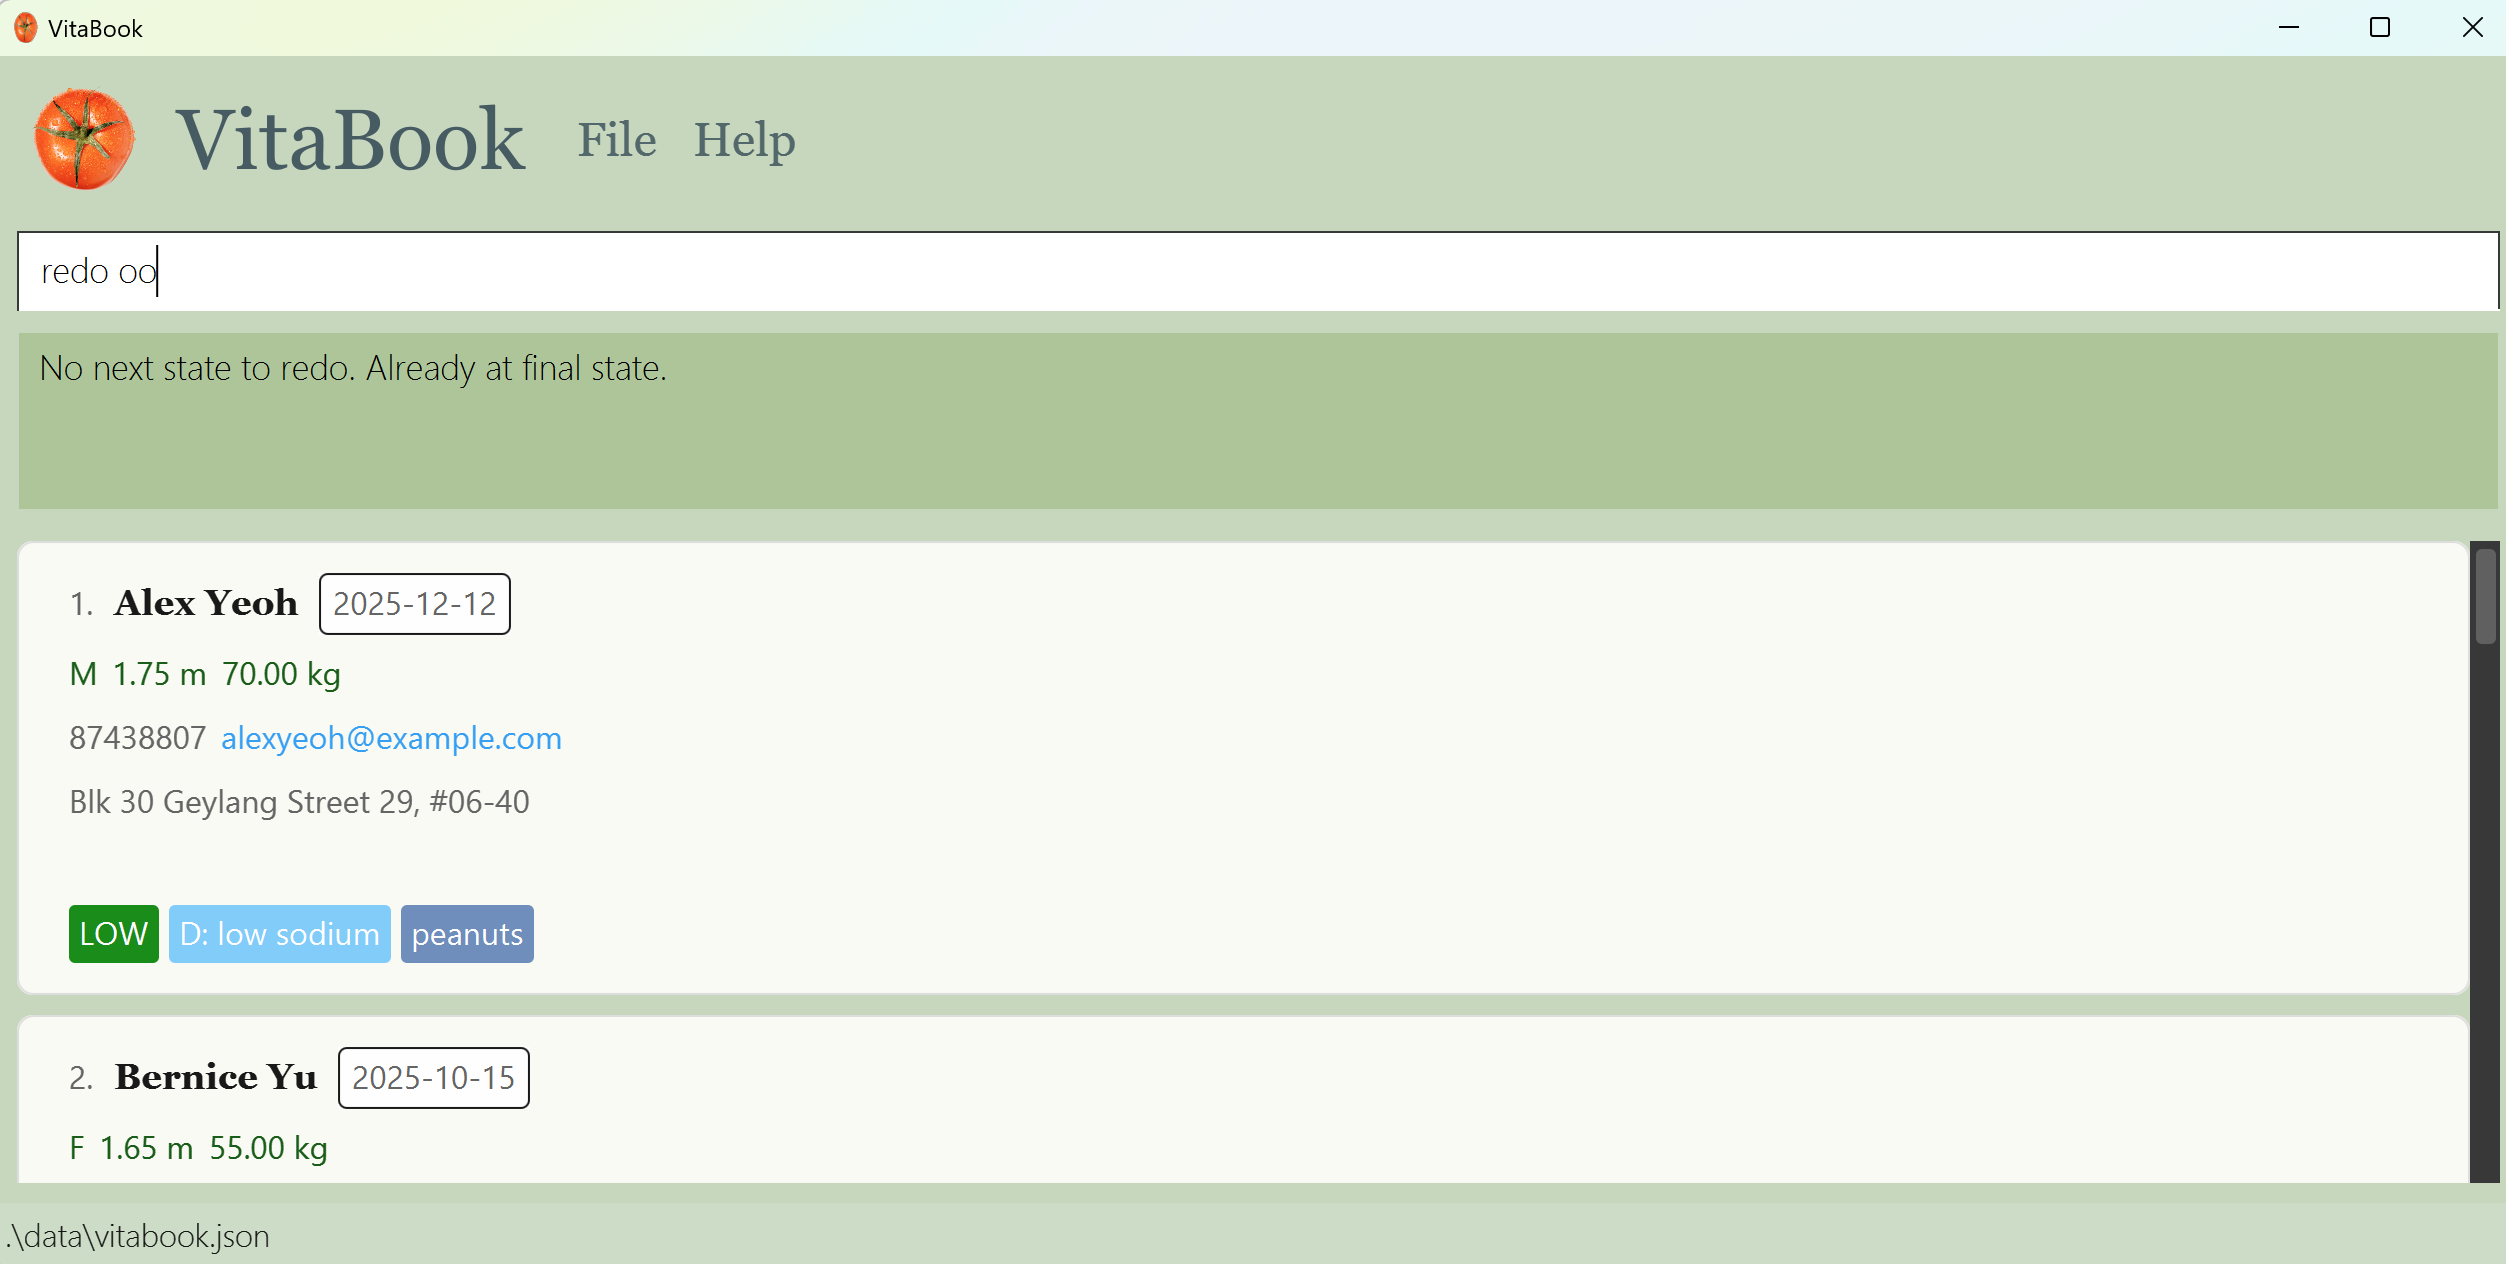 VitaBook
VitaBook File Help
redo oo
No next state to redo. Already at final state.
1. Alex Yeoh 2025-12-12
M 1.75 m 70.00 kg
87438807 alexyeoh@example.com
Blk 30 Geylang Street 29, #06-40
LOW D: low sodium peanuts
2. Bernice Yu 2025-10-15
F 1.65 m 55.00 kg
.\data\vitabook.json